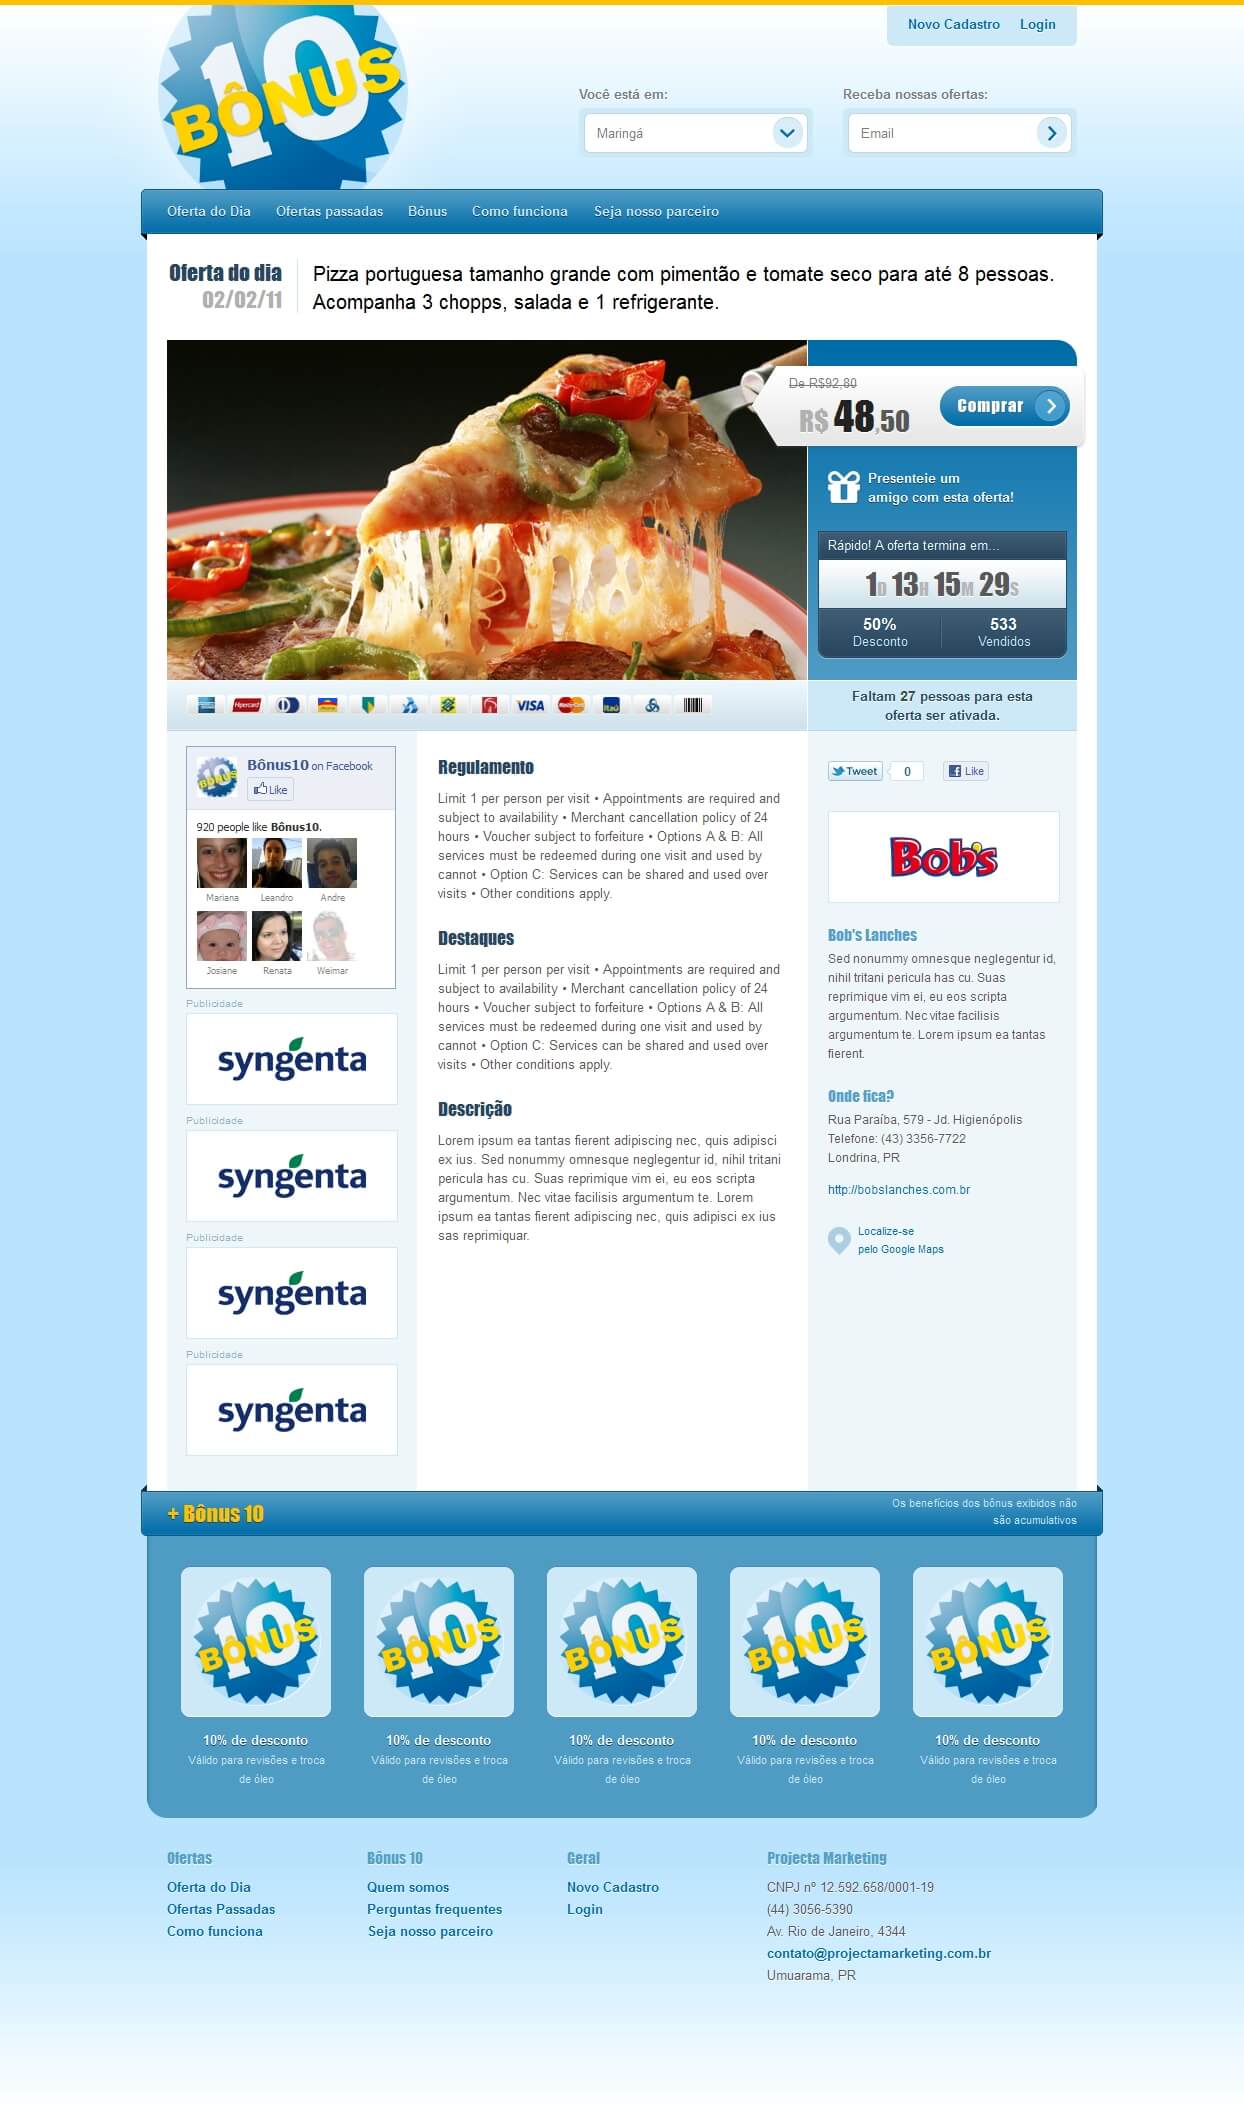 10
BÔNUS
Novo Cadastro Login
Você está em:
Maringá
Receba nossas ofertas:
Email
Oferta do Dia Ofertas passadas Bônus Como funciona Seja nosso parceiro
Oferta do dia
02/02/11
Pizza portuguesa tamanho grande com pimentão e tomate seco para até 8 pessoas.
Acompanha 3 chopps, salada e 1 refrigerante.
De R$92,80
R$ 48,50
Comprar
Presenteie um
amigo com esta oferta!
Rápido! A oferta termina em...
1D 13H 15M 29S
50%
Desconto
533
Vendidos
Hipercard
VISA
MasterCard
Itaú
Faltam 27 pessoas para esta
oferta ser ativada.
BÔNUS
Bônus10 on Facebook
Like
920 people like Bônus10.
Mariana Leandro Andre
Josiane Renata Weimar
Publicidade
syngenta
Publicidade
syngenta
Publicidade
syngenta
Publicidade
syngenta
Regulamento
Limit 1 per person per visit • Appointments are required and
subject to availability • Merchant cancellation policy of 24
hours • Voucher subject to forfeiture • Options A & B: All
services must be redeemed during one visit and used by
cannot • Option C: Services can be shared and used over
visits • Other conditions apply.
Destaques
Limit 1 per person per visit • Appointments are required and
subject to availability • Merchant cancellation policy of 24
hours • Voucher subject to forfeiture • Options A & B: All
services must be redeemed during one visit and used by
cannot • Option C: Services can be shared and used over
visits • Other conditions apply.
Descrição
Lorem ipsum ea tantas fierent adipiscing nec, quis adipisci
ex ius. Sed nonummy omnesque neglegentur id, nihil tritani
pericula has cu. Suas reprimique vim ei, eu eos scripta
argumentum. Nec vitae facilisis argumentum te. Lorem
ipsum ea tantas fierent adipiscing nec, quis adipisci ex ius
sas reprimiquar.
Tweet 0 Like
Bob's
Bob's Lanches
Sed nonummy omnesque neglegentur id,
nihil tritani pericula has cu. Suas
reprimique vim ei, eu eos scripta
argumentum. Nec vitae facilisis
argumentum te. Lorem ipsum ea tantas
fierent.
Onde fica?
Rua Paraíba, 579 - Jd. Higienópolis
Telefone: (43) 3356-7722
Londrina, PR
http://bobslanches.com.br
Localize-se
pelo Google Maps
+ Bônus 10
Os benefícios dos bônus exibidos não
são acumulativos
10
BÔNUS
10% de desconto
Válido para revisões e troca
de óleo
10
BÔNUS
10% de desconto
Válido para revisões e troca
de óleo
10
BÔNUS
10% de desconto
Válido para revisões e troca
de óleo
10
BÔNUS
10% de desconto
Válido para revisões e troca
de óleo
10
BÔNUS
10% de desconto
Válido para revisões e troca
de óleo
Ofertas
Oferta do Dia
Ofertas Passadas
Como funciona
Bônus 10
Quem somos
Perguntas frequentes
Seja nosso parceiro
Geral
Novo Cadastro
Login
Projecta Marketing
CNPJ nº 12.592.658/0001-19
(44) 3056-5390
Av. Rio de Janeiro, 4344
contato@projectamarketing.com.br
Umuarama, PR